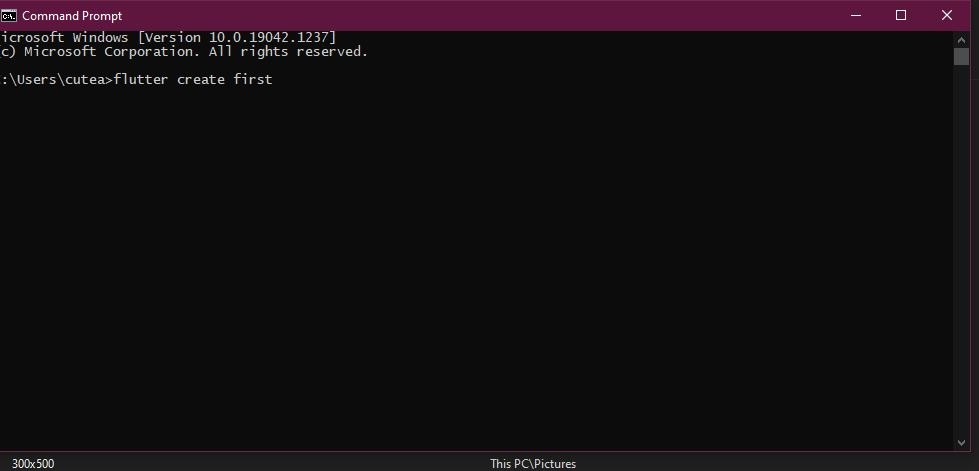 Command Prompt
icrosoft Windows [Version 10.0.19042.1237]
c) Microsoft Corporation. All rights reserved.
:\Users\cutea>flutter create first
300x500
This PC\Pictures